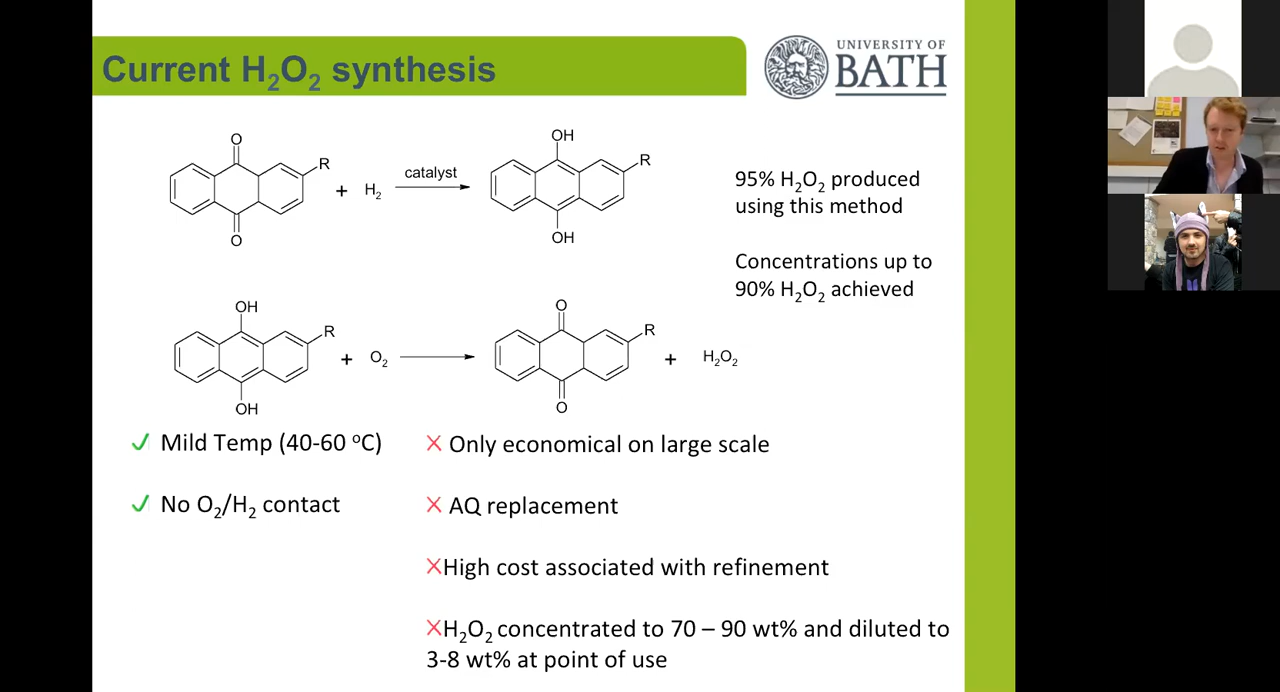 Current H₂O₂ synthesis
UNIVERSITY OF
BATH
O
R
O
+
H₂
catalyst
OH
R
OH
95% H₂O₂ produced
using this method
Concentrations up to
90% H₂O₂ achieved
OH
R
OH
+
O₂
O
R
O
+
H₂O₂
✓ Mild Temp (40-60 ᵒC)
✓ No O₂/H₂ contact
X Only economical on large scale
X AQ replacement
XHigh cost associated with refinement
XH₂O₂ concentrated to 70 – 90 wt% and diluted to
3-8 wt% at point of use